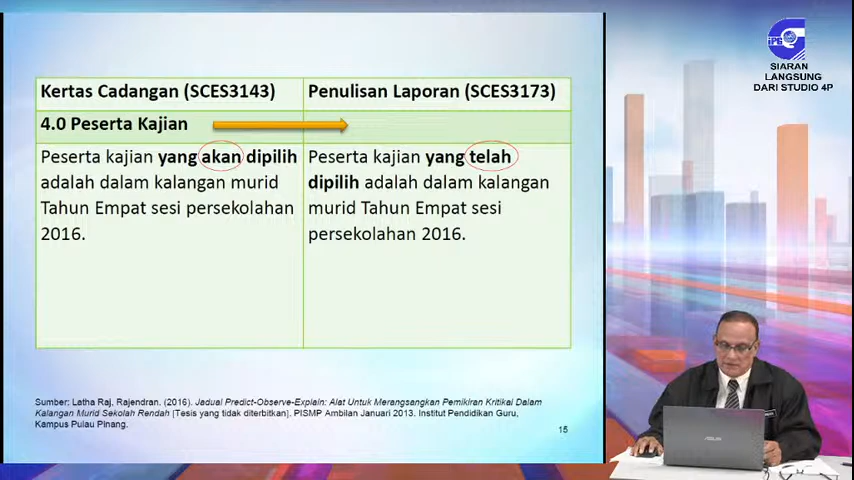 Kertas Cadangan (SCES3143)
Penulisan Laporan (SCES3173)
4.0 Peserta Kajian
Peserta kajian yang akan dipilih
adalah dalam kalangan murid
Tahun Empat sesi persekolahan
2016.
Peserta kajian yang telah
dipilih adalah dalam kalangan
murid Tahun Empat sesi
persekolahan 2016.
Sumber: Latha Raj, Rajendran. (2016). Jadual Predict-Observe-Explain: Alat Untuk Merangsangkan Pemikiran Kritikal Dalam
Kalangan Murid Sekolah Rendah [Tesis yang tidak diterbitkan]. PISMP Ambilan Januari 2013. Institut Pendidikan Guru,
Kampus Pulau Pinang.
15
iPG
SIARAN
LANGSUNG
DARI STUDIO 4P
ASUS